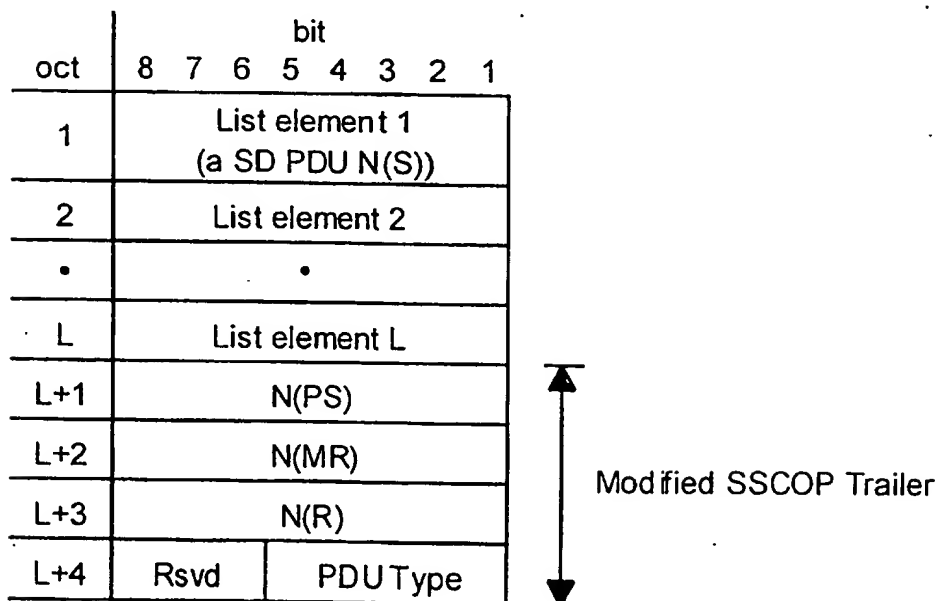 bit
oct 8 7 6 5 4 3 2 1
1 List element 1
(a SD PDU N(S))
2 List element 2
• •
L List element L
L+1 N(PS)
L+2 N(MR)
L+3 N(R)
L+4 Rsvd PDU Type
Modified SSCOP Trailer